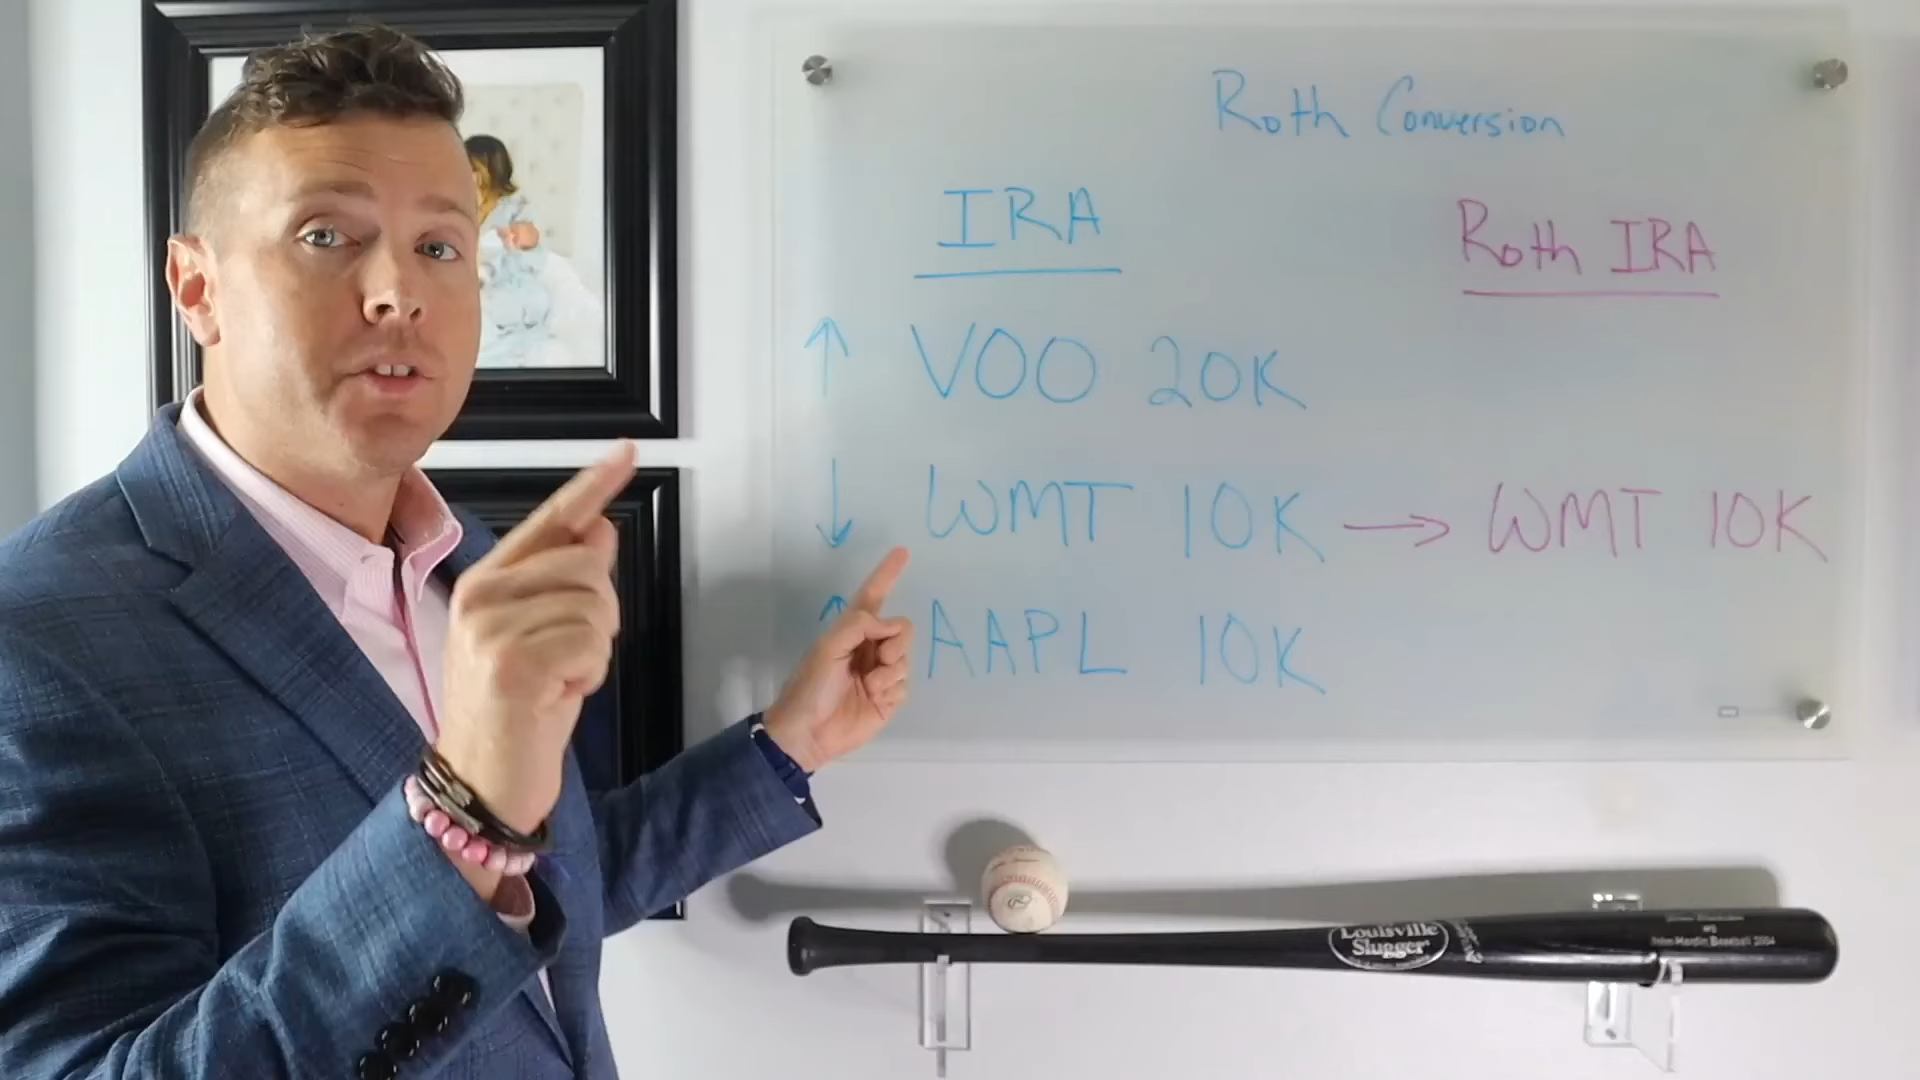 Roth Conversion
IRA
Roth IRA
VOO 20K
WMT 10K → WMT 10K
AAPL 10K
Louisville
Slugger